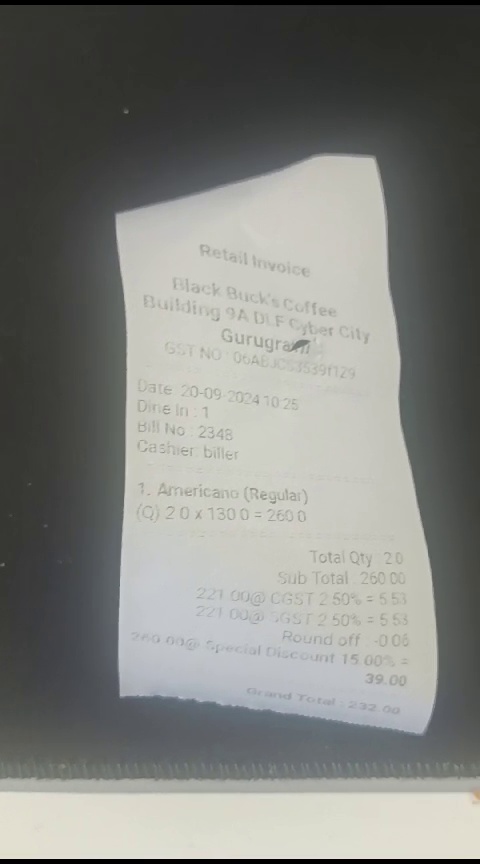 Retail Invoice
Black Buck's Coffee
Building 9A DLF Cyber City
Gurugram
GST NO :
Date: 20-09-2024 10:25
Dine In : 1
Bill No : 2348
Cashier: biller
1. Americano (Regular)
(Q) 2.0 x 130.0 = 260.0
Total Qty : 2.0
Sub Total : 260.00
221.00@ CGST 2.50% = 5.53
221.00@ SGST 2.50% = 5.53
Round off : -0.06
260.00@ Special Discount 15.00% =
39.00
Grand Total : 232.00